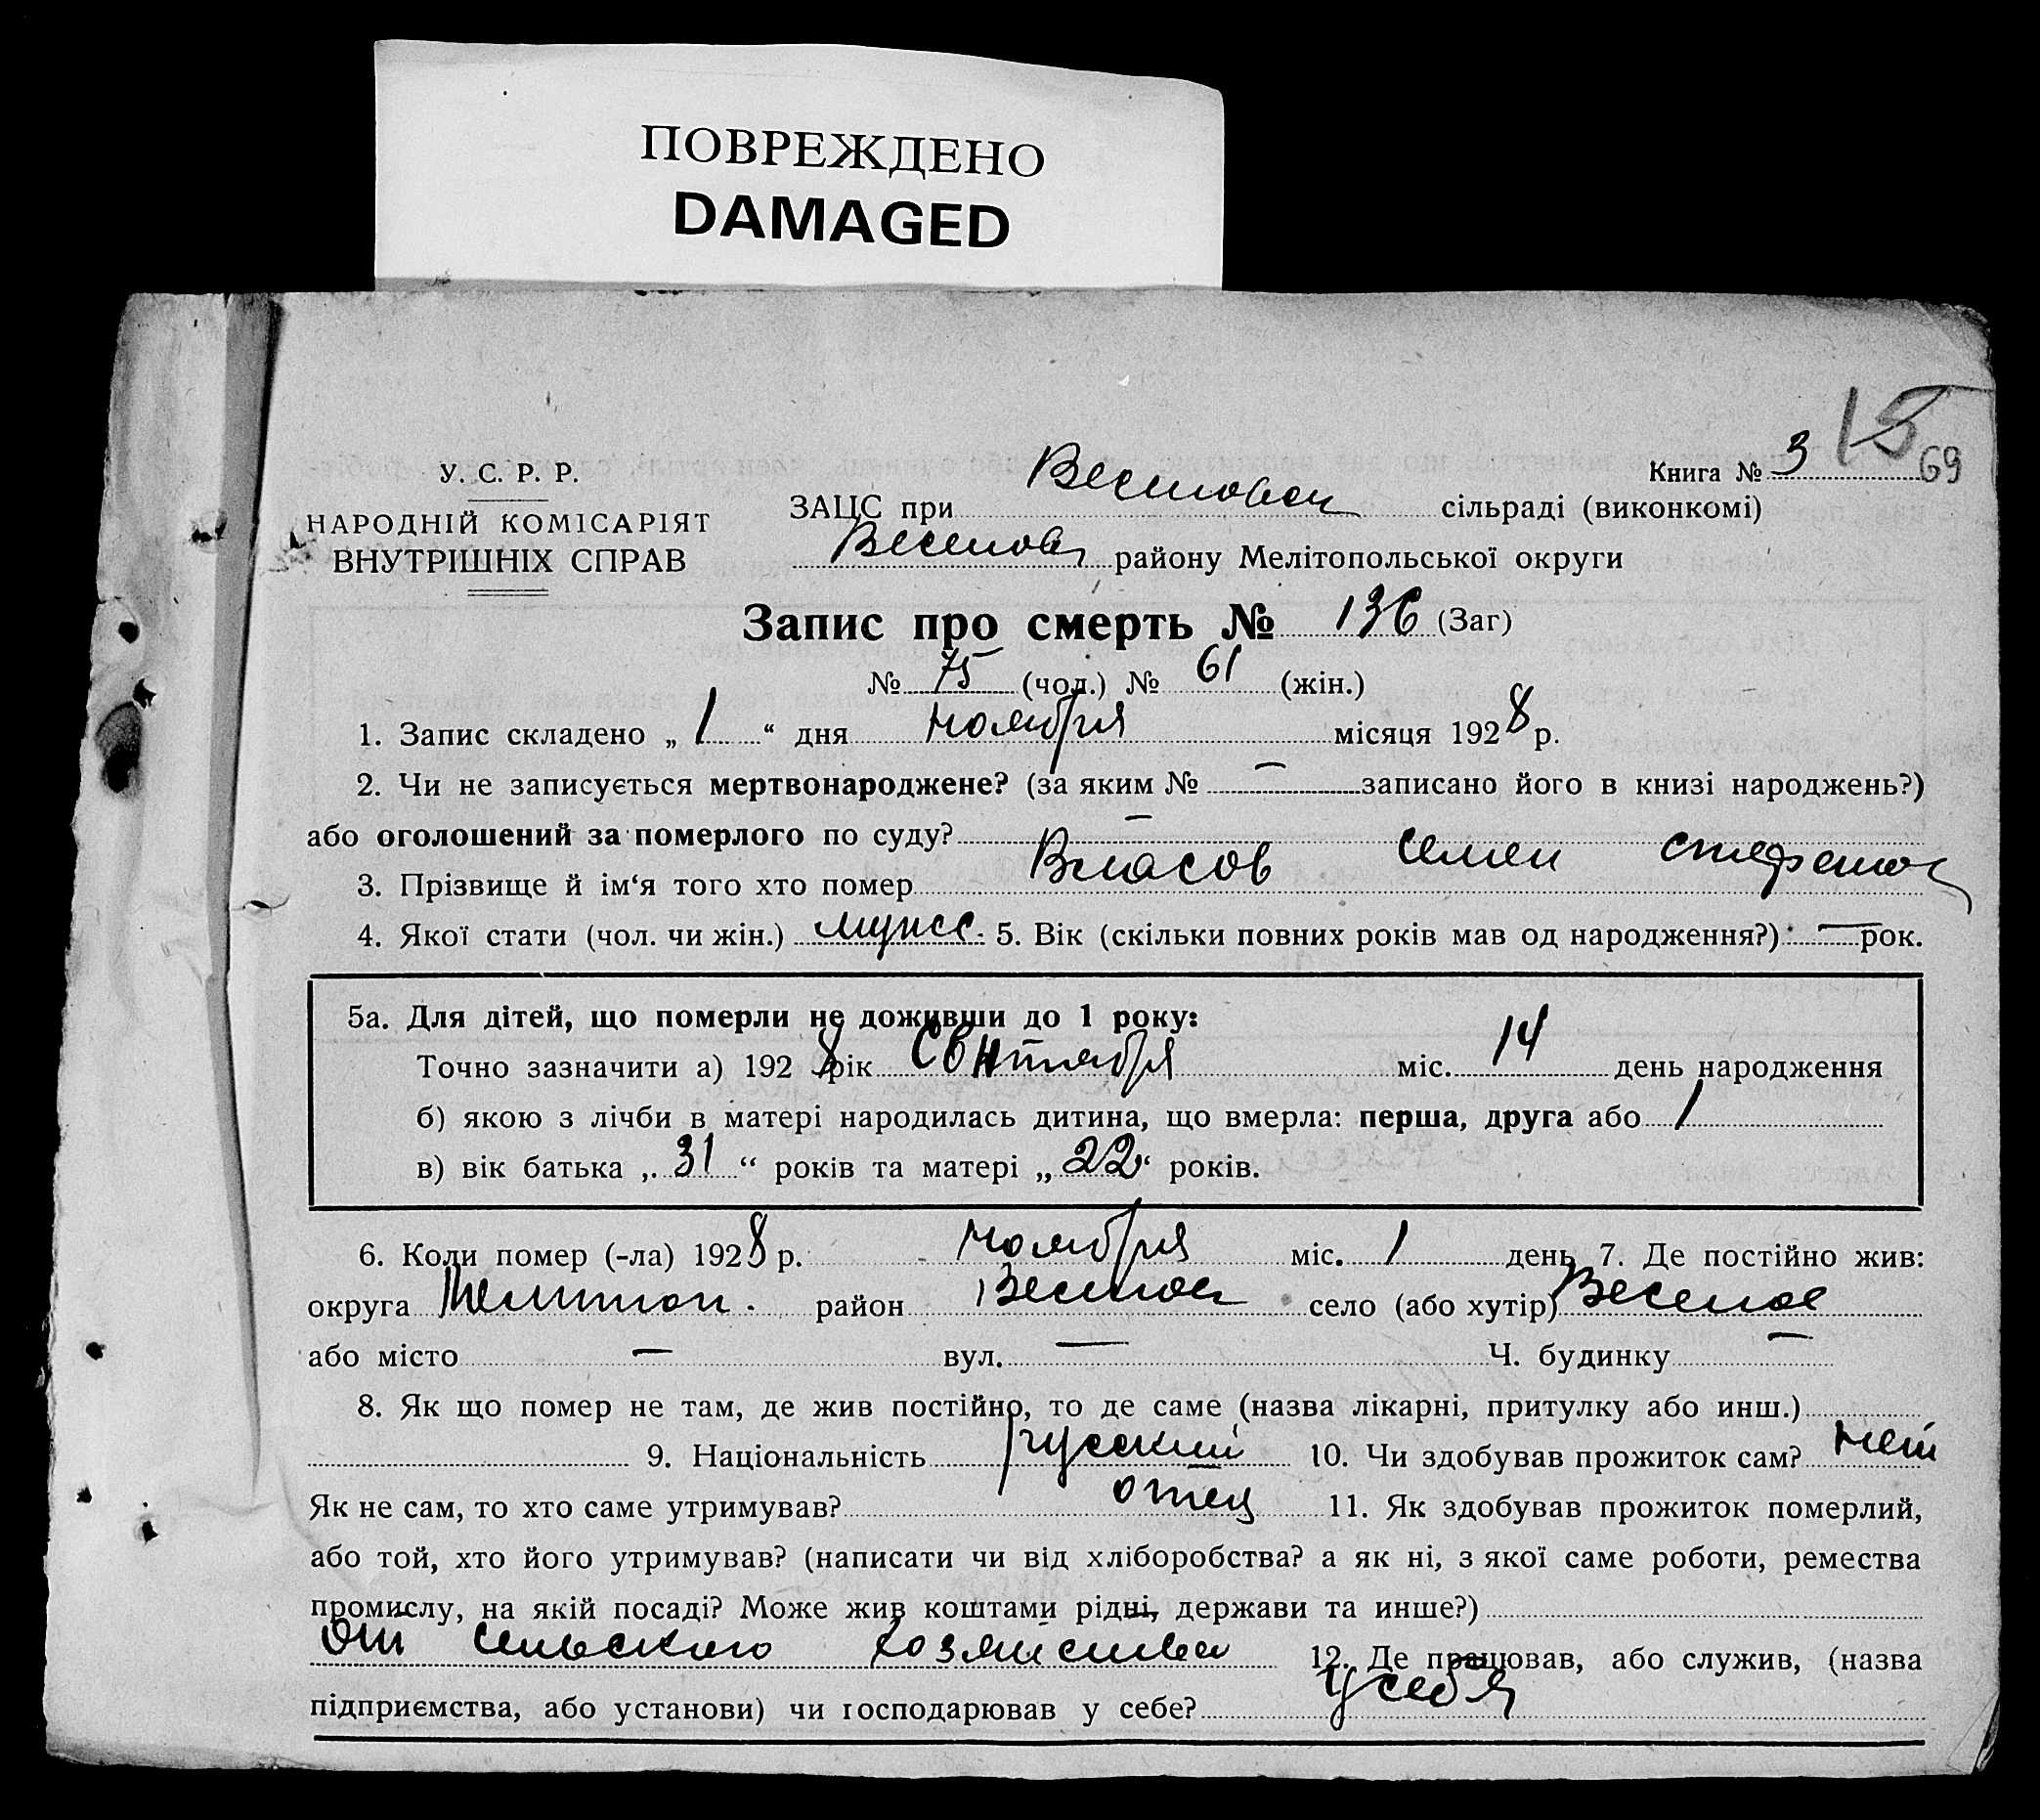 ПОВРЕЖДЕНО
DAMAGED
15
69
Книга № 3
У. С. Р. Р.
НАРОДНІЙ КОМІСАРІЯТ
ВНУТРІШНІХ СПРАВ
ЗАЦС при сільраді (виконкомі)
району Мелітопольської округи
Запис про смерть № 136 (Заг)
№ 75 (чол.) № 61 (жін.)
1. Запис складено „ 1 “ дня ноября місяця 1928 р.
2. Чи не записується мертвонароджене? (за яким № — записано його в книзі народжень?)
або оголошений за померлого по суду? —
3. Прізвище й ім‘я того хто помер Власов Семен
4. Якої стати (чол. чи жін.) 5. Вік (скільки повних років мав од народження?) — рок.
5а. Для дітей, що померли не доживши до 1 року:
Точно зазначити а) 1928 рік Свнтября міс. 14 день народження
б) якою з лічби в матері народилась дитина, що вмерла: перша, друга або 1
в) вік батька „ 31 “ років та матері „ 22 “ років.
6. Коли помер (-ла) 1928 р. ноября міс. 1 день 7. Де постійно жив:
округа Мелитоп. район село (або хутір) Веселое
або місто — вул. — Ч. будинку —
8. Як що помер не там, де жив постійно, то де саме (назва лікарні, притулку або инш.)
9. Національність русский 10. Чи здобував прожиток сам? нет
Як не сам, то хто саме утримував? отец 11. Як здобував прожиток померлий,
або той, хто його утримував? (написати чи від хліборобства? а як ні, з якої саме роботи, ремества
промислу, на якій посаді? Може жив коштами рідні, держави та инше?)
от сельского хозяйства 12. Де працював, або служив, (назва
підприємства, або установи) чи господарював у себе? у себя